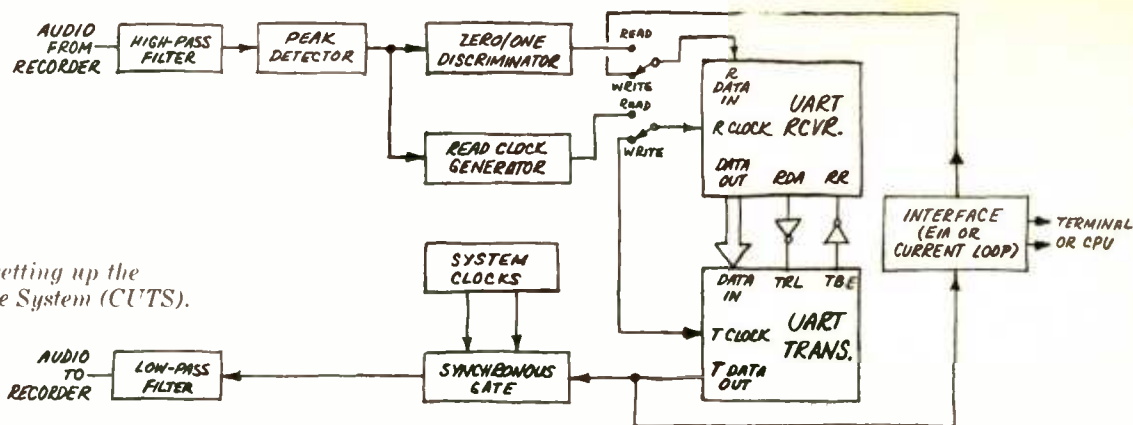 AUDIO
FROM
RECORDER
HIGH-PASS
FILTER
PEAK
DETECTOR
ZERO/ONE
DISCRIMINATOR
READ
WRITE
READ
WRITE
READ CLOCK
GENERATOR
R
DATA
IN
UART
RCVR.
R CLOCK
DATA
OUT
RDA
RR
INTERFACE
(EIA OR
CURRENT LOOP)
TERMINAL
OR CPU
etting up the
e System (CUTS).
SYSTEM
CLOCKS
DATA
IN
TRL
TBE
UART
TRANS.
T CLOCK
T DATA
OUT
AUDIO
TO
RECORDER
LOW-PASS
FILTER
SYNCHRONOUS
GATE